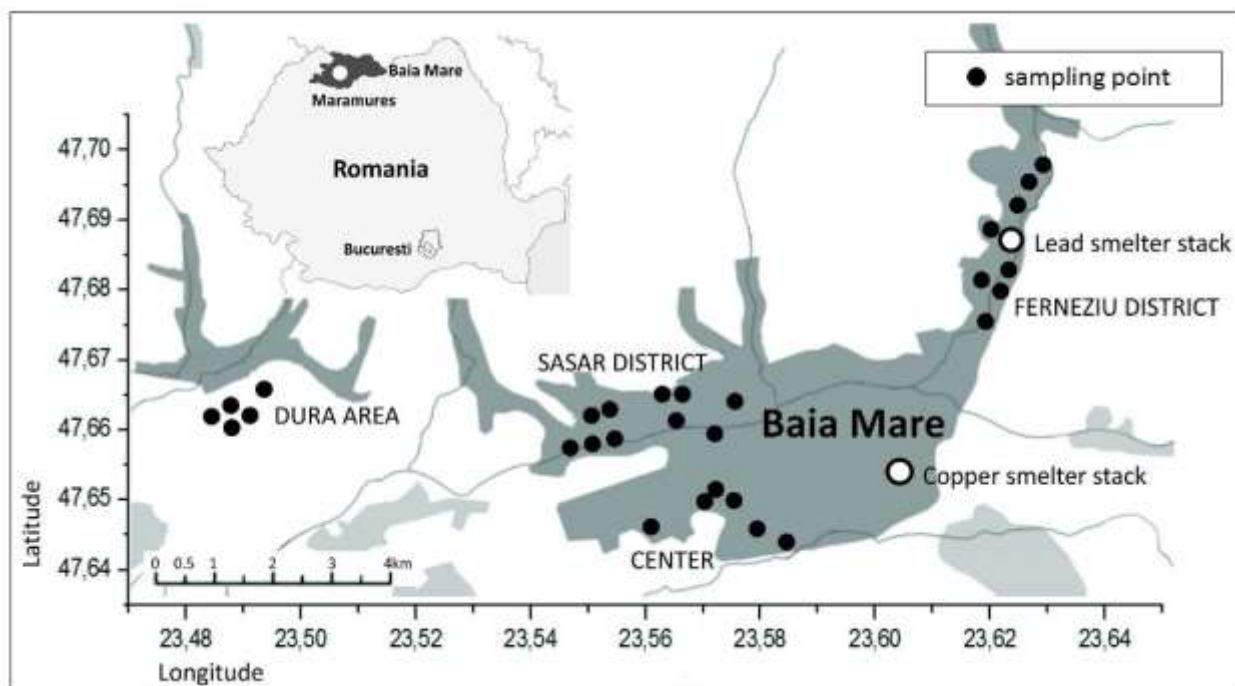 Baia Mare
Maramures
Romania
Bucuresti
sampling point
47,70
47,69
47,68
47,67
47,66
47,65
47,64
Latitude
Lead smelter stack
FERNEZIU DISTRICT
SASAR DISTRICT
DURA AREA
Baia Mare
Copper smelter stack
CENTER
0 0.5 1 2 3 4km
23,48 23,50 23,54 23,56 23,58 23,60 23,62 23,64
Longitude